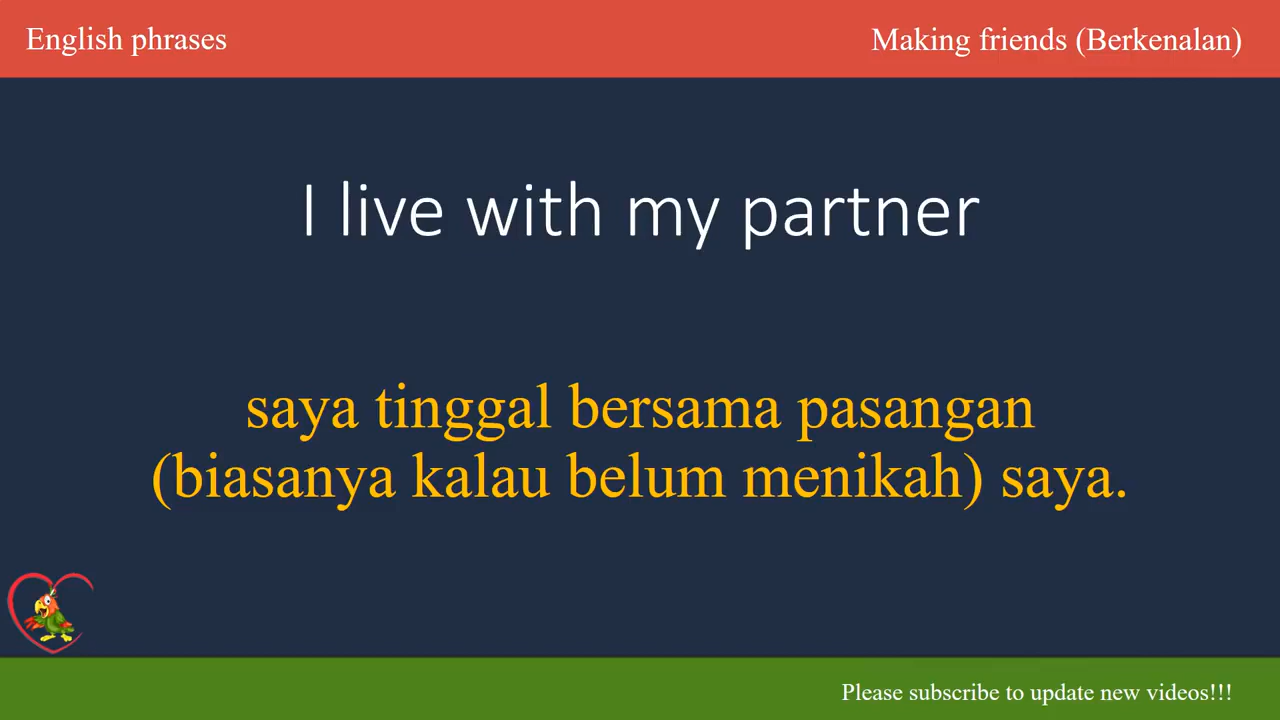 English phrases
Making friends (Berkenalan)
I live with my partner
saya tinggal bersama pasangan
(biasanya kalau belum menikah) saya.
Please subscribe to update new videos!!!